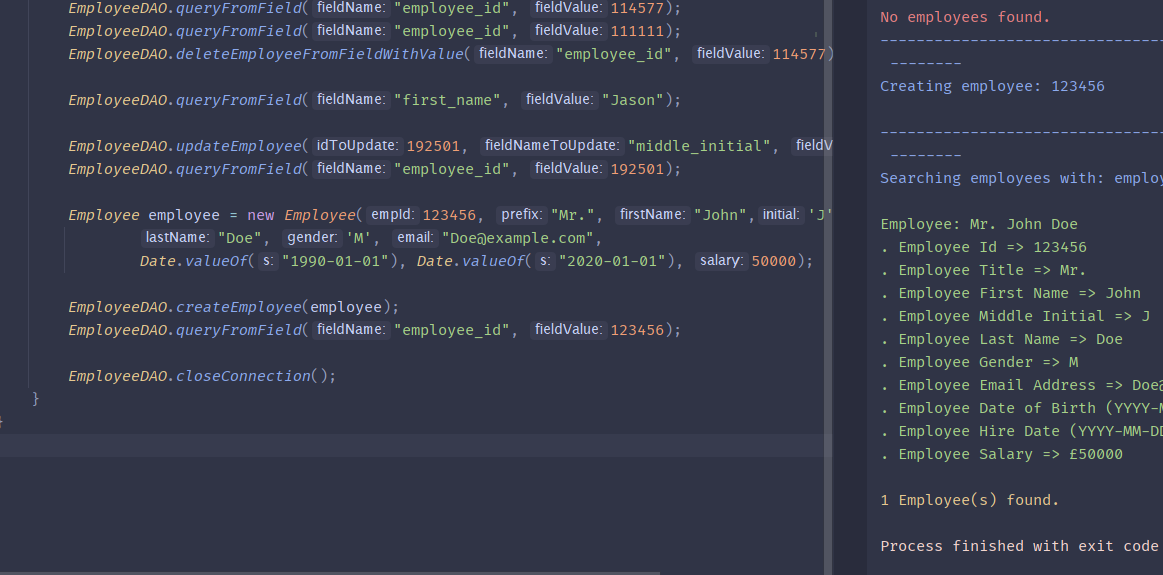 EmployeeDAO.queryFromField( fieldName: "employee_id", fieldValue: 114577);
EmployeeDAO.queryFromField( fieldName: "employee_id", fieldValue: 111111);
EmployeeDAO.deleteEmployeeFromFieldWithValue( fieldName: "employee_id", fieldValue: 114577)
EmployeeDAO.queryFromField( fieldName: "first_name", fieldValue: "Jason");
EmployeeDAO.updateEmployee( idToUpdate: 192501, fieldNameToUpdate: "middle_initial", fieldV
EmployeeDAO.queryFromField( fieldName: "employee_id", fieldValue: 192501);
Employee employee = new Employee( empId: 123456, prefix: "Mr.", firstName: "John", initial: 'J'
lastName: "Doe", gender: 'M', email: "Doe@example.com",
Date.valueOf( s: "1990-01-01"), Date.valueOf( s: "2020-01-01"), salary: 50000);
EmployeeDAO.createEmployee(employee);
EmployeeDAO.queryFromField( fieldName: "employee_id", fieldValue: 123456);
EmployeeDAO.closeConnection();
}
}
No employees found.
--------------------------------
--------
Creating employee: 123456
--------------------------------
--------
Searching employees with: employ
Employee: Mr. John Doe
. Employee Id => 123456
. Employee Title => Mr.
. Employee First Name => John
. Employee Middle Initial => J
. Employee Last Name => Doe
. Employee Gender => M
. Employee Email Address => Doe@
. Employee Date of Birth (YYYY-M
. Employee Hire Date (YYYY-MM-DD
. Employee Salary => £50000
1 Employee(s) found.
Process finished with exit code